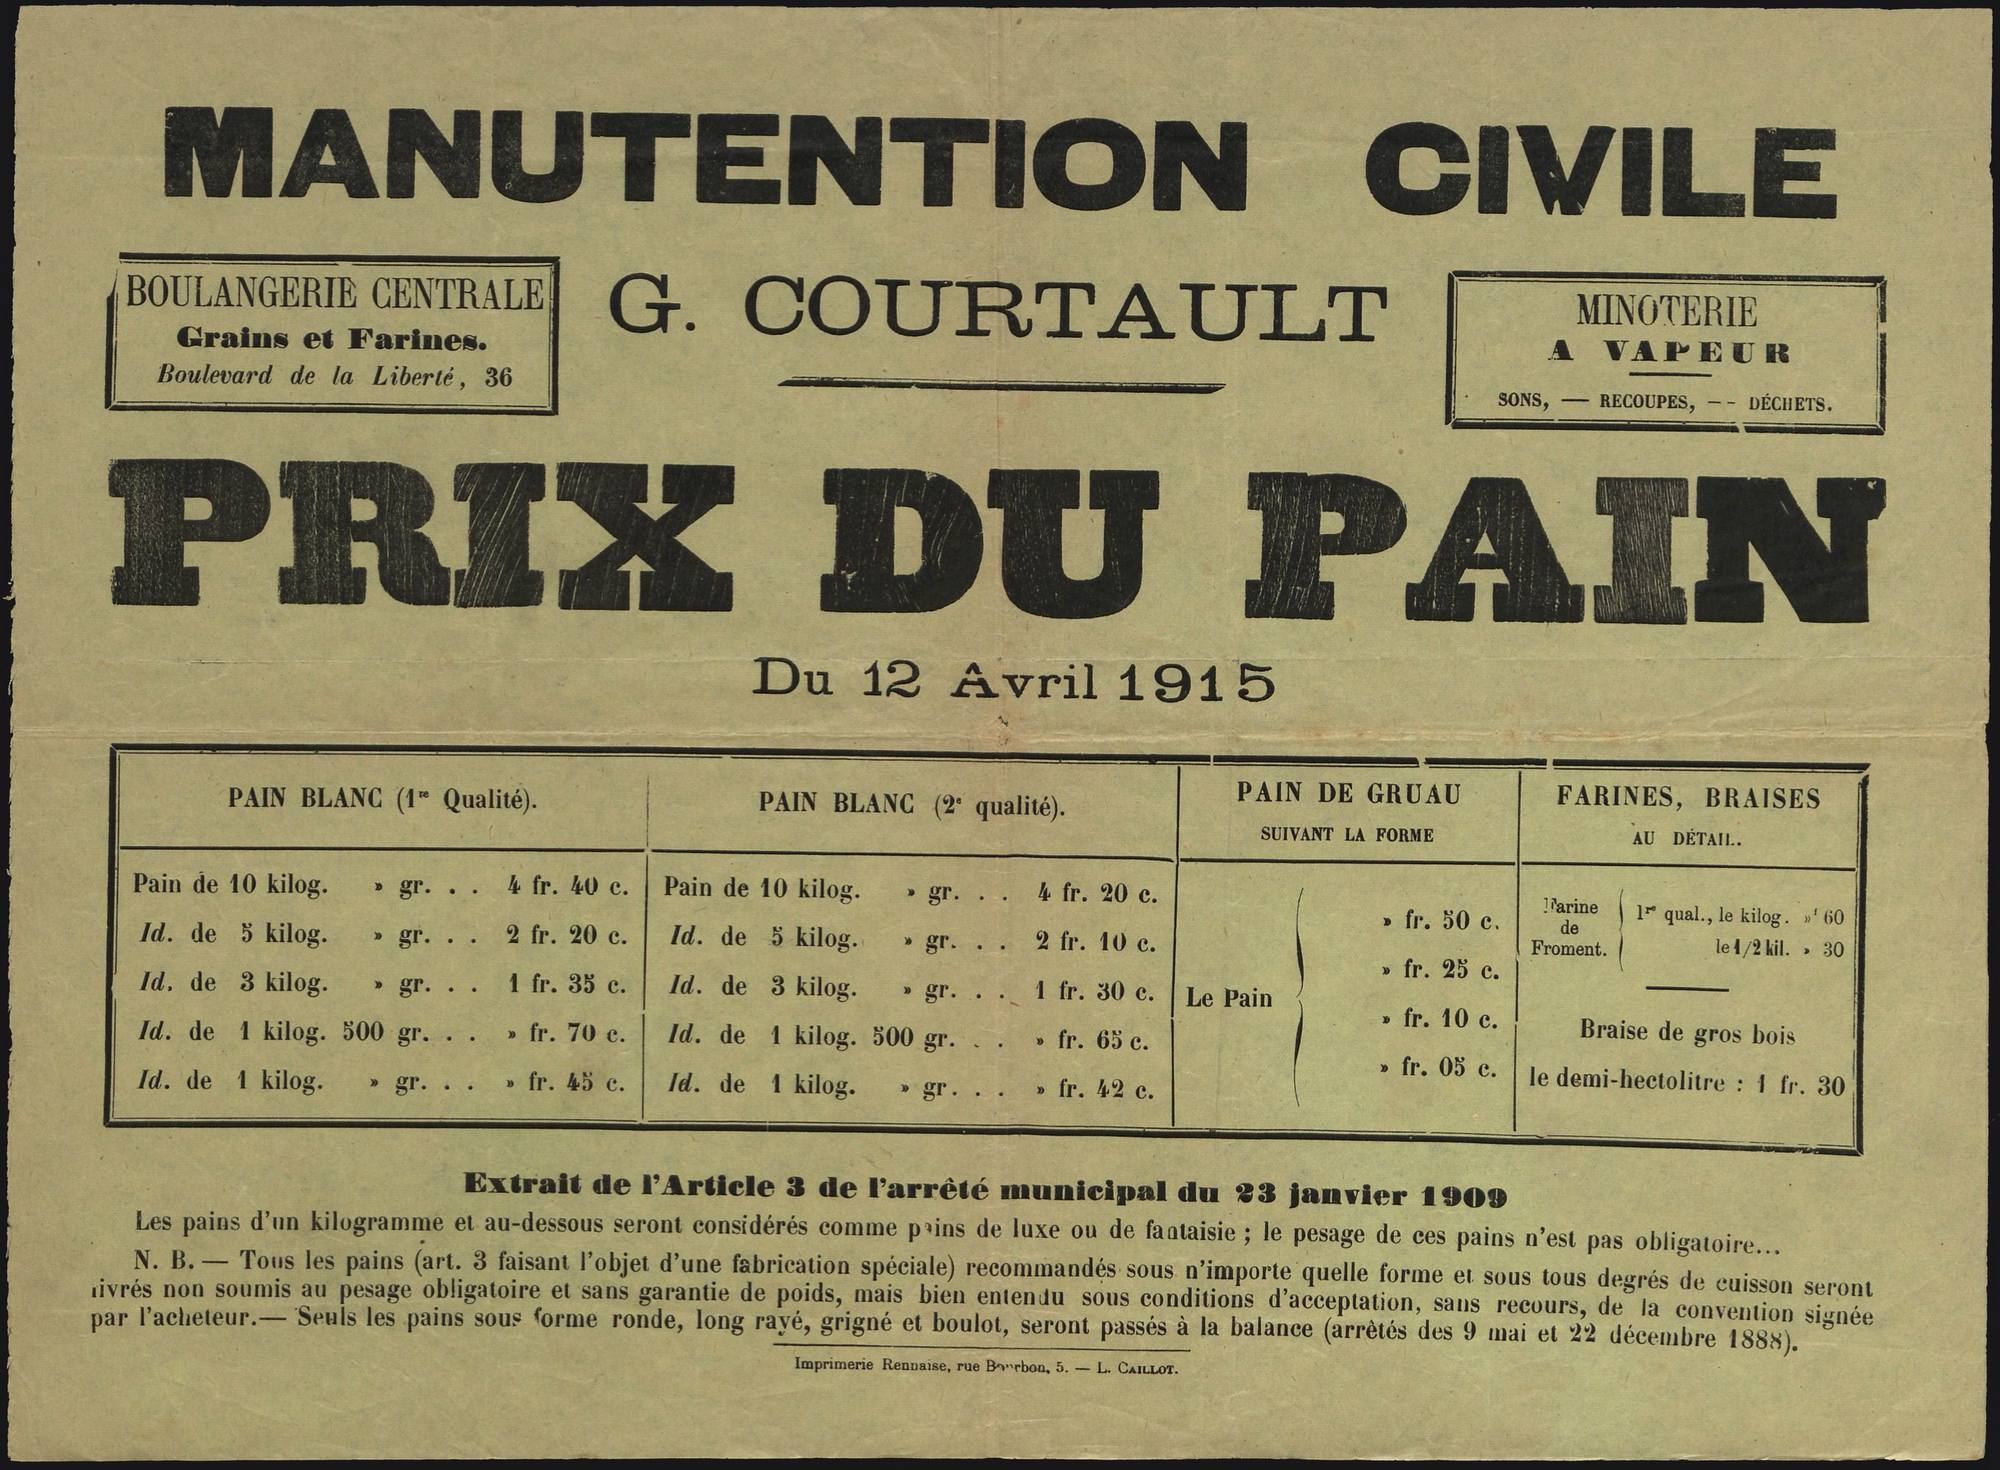 MANUTENTION CIVILE
BOULANGERIE CENTRALE
Grains et Farines.
Boulevard de la Liberté, 36
G. COURTAULT
MINOTERIE
A VAPEUR
SONS, — RECOUPES, — DÉCHETS.
PRIX DU PAIN
Du 12 Avril 1915
PAIN BLANC (1re Qualité).
Pain de 10 kilog. » gr. . . 4 fr. 40 c.
Id. de 5 kilog. » gr. . . 2 fr. 20 c.
Id. de 3 kilog. » gr. . . 1 fr. 35 c.
Id. de 1 kilog. 500 gr. . . » fr. 70 c.
Id. de 1 kilog. » gr. . . » fr. 45 c.
PAIN BLANC (2e qualité).
Pain de 10 kilog. » gr. . . 4 fr. 20 c.
Id. de 5 kilog. » gr. . . 2 fr. 10 c.
Id. de 3 kilog. » gr. . . 1 fr. 30 c.
Id. de 1 kilog. 500 gr. . . » fr. 65 c.
Id. de 1 kilog. » gr. . . » fr. 42 c.
PAIN DE GRUAU
SUIVANT LA FORME
Le Pain
» fr. 50 c.
» fr. 25 c.
» fr. 10 c.
» fr. 05 c.
FARINES, BRAISES
AU DÉTAIL.
Farine
de
Froment.
1re qual., le kilog. »f 60
le 1/2 kil. » 30
Braise de gros bois
le demi-hectolitre : 1 fr. 30
Extrait de l'Article 3 de l'arrêté municipal du 23 janvier 1909
Les pains d'un kilogramme et au-dessous seront considérés comme pains de luxe ou de fantaisie ; le pesage de ces pains n'est pas obligatoire...
N. B. — Tous les pains (art. 3 faisant l'objet d'une fabrication spéciale) recommandés sous n'importe quelle forme et sous tous degrés de cuisson seront
livrés non soumis au pesage obligatoire et sans garantie de poids, mais bien entendu sous conditions d'acceptation, sans recours, de la convention signée
par l'acheteur. — Seuls les pains sous forme ronde, long rayé, grigné et boulot, seront passés à la balance (arrêtés des 9 mai et 22 décembre 1888).
Imprimerie Rennaise, rue Bourbon, 5. — L. CAILLOT.